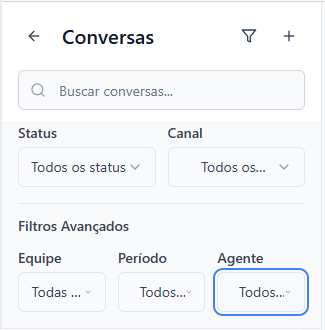 Conversas
Buscar conversas...
Status Canal
Todos os status Todos os...
Filtros Avançados
Equipe Período Agente
Todas ... Todos... Todos...